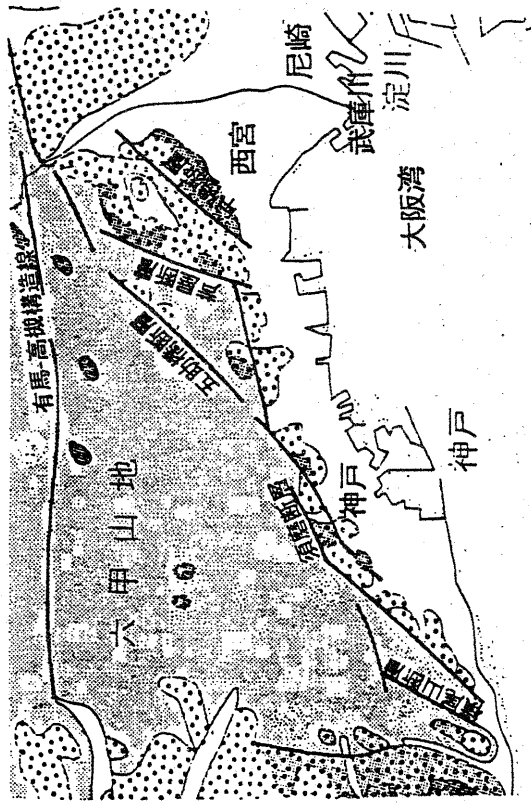 有馬-高槻構造線
六甲山地
五助橋断層
芦屋断層
甲陽断層
西宮
尼崎
武庫川
淀川
大阪湾
須磨断層
神戸
神戸
横尾山断層